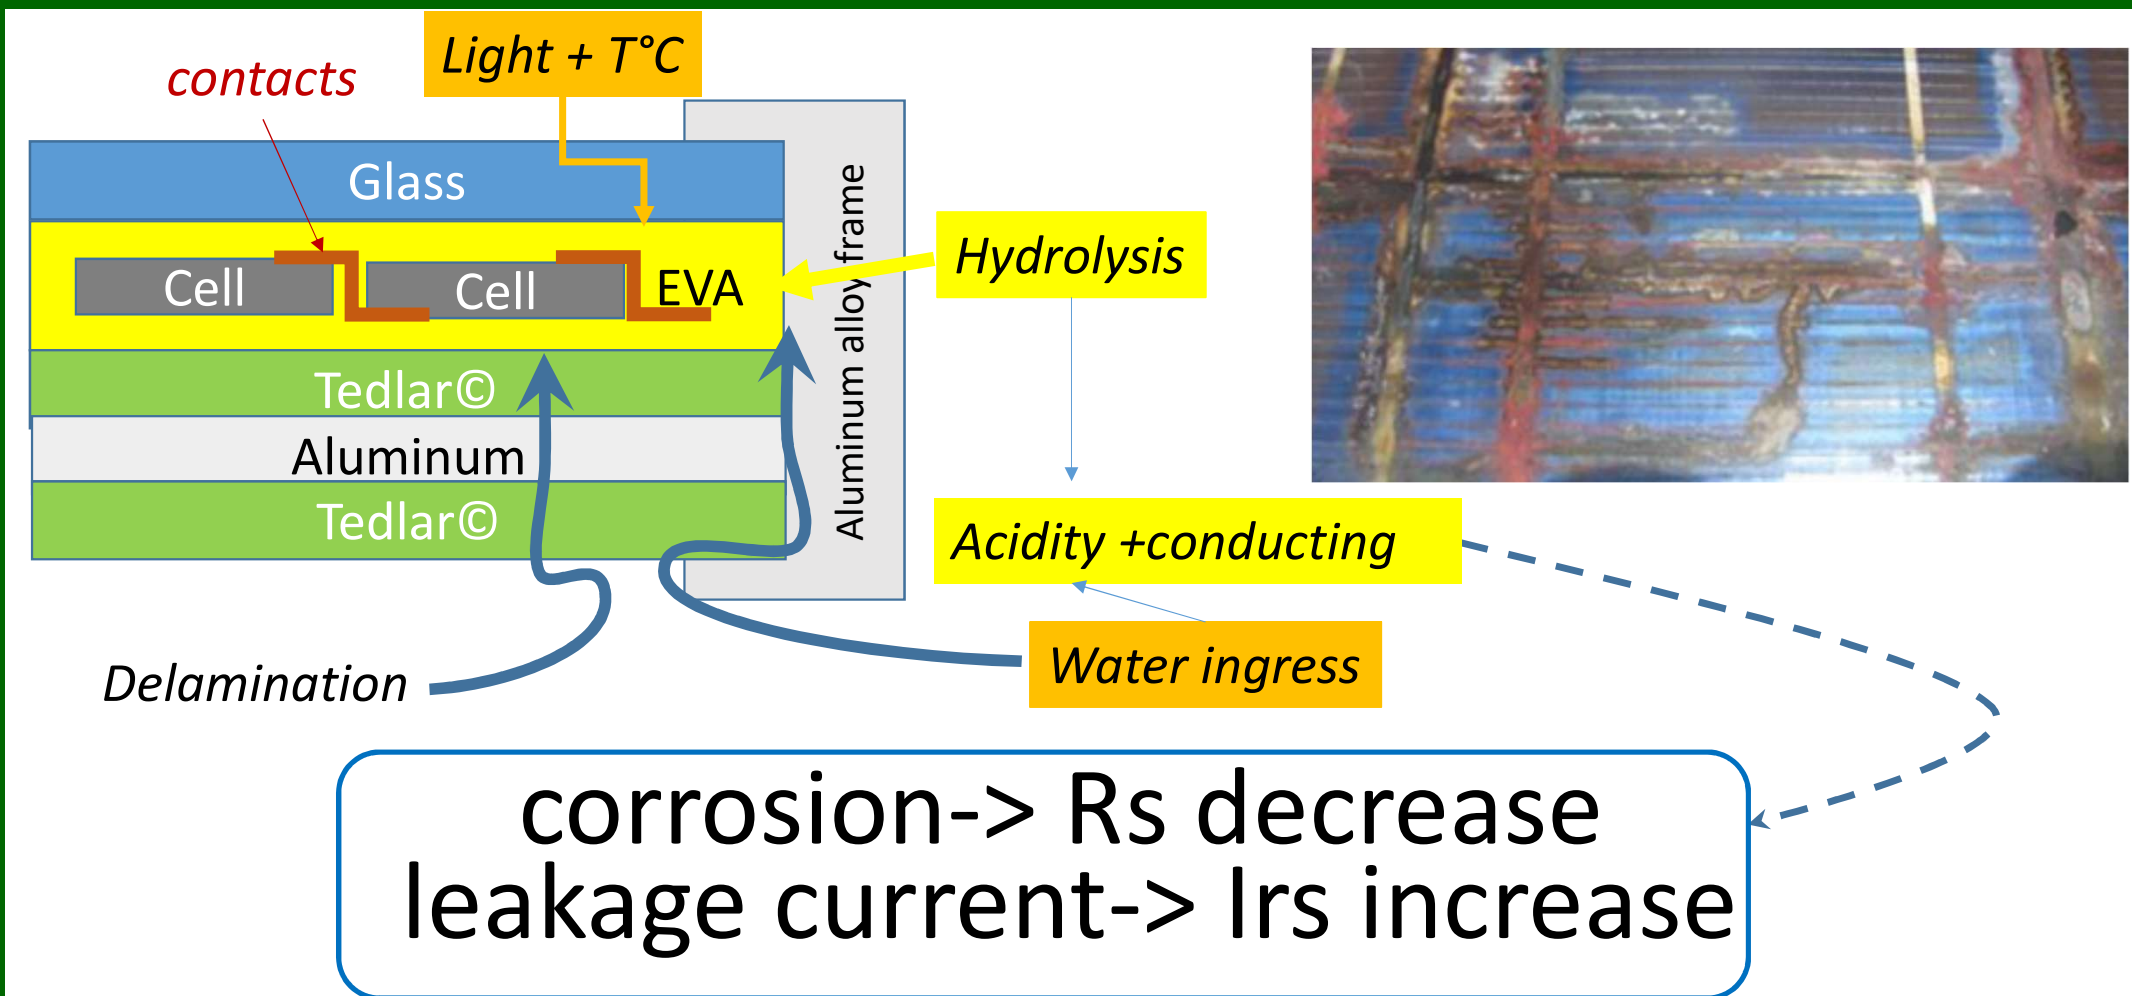 Light + T°C
contacts
Glass
Cell
Cell
EVA
Aluminum alloy frame
Hydrolysis
Tedlar©
Aluminum
Tedlar©
Acidity +conducting
Water ingress
Delamination
corrosion-> Rs decrease
leakage current-> Irs increase